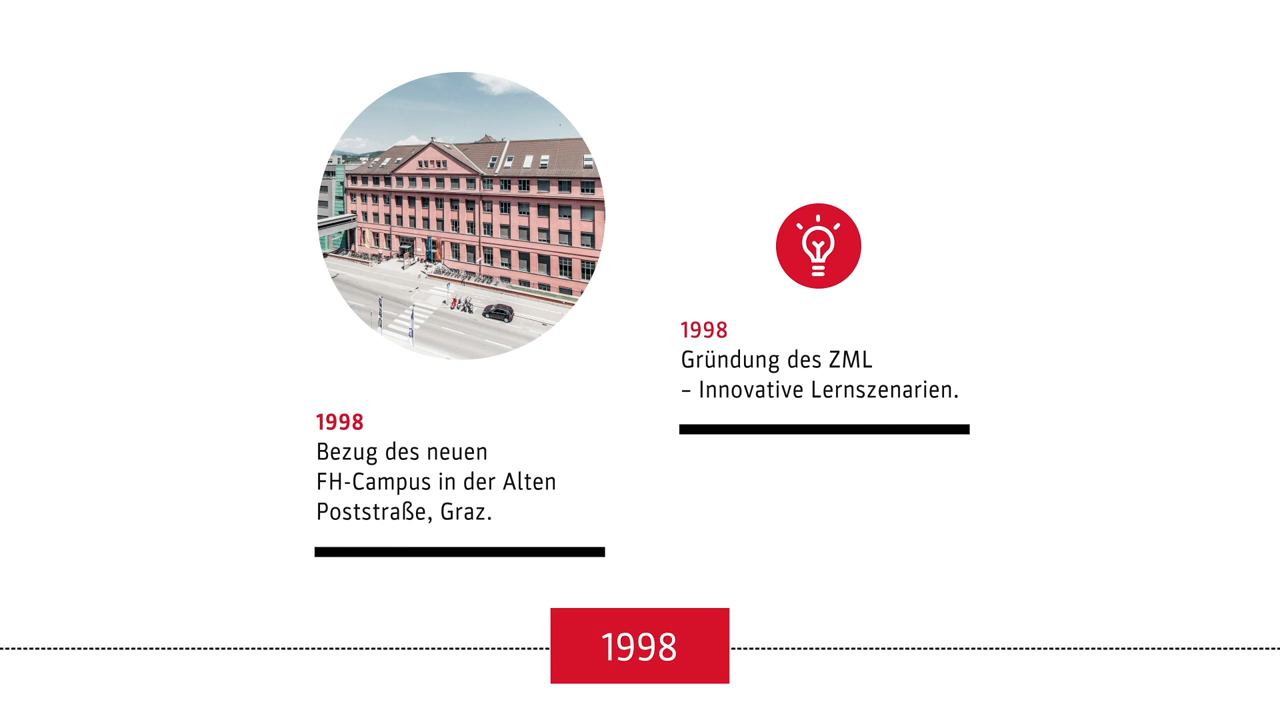 1998
Bezug des neuen
FH-Campus in der Alten
Poststraße, Graz.
1998
Gründung des ZML
– Innovative Lernszenarien.
1998